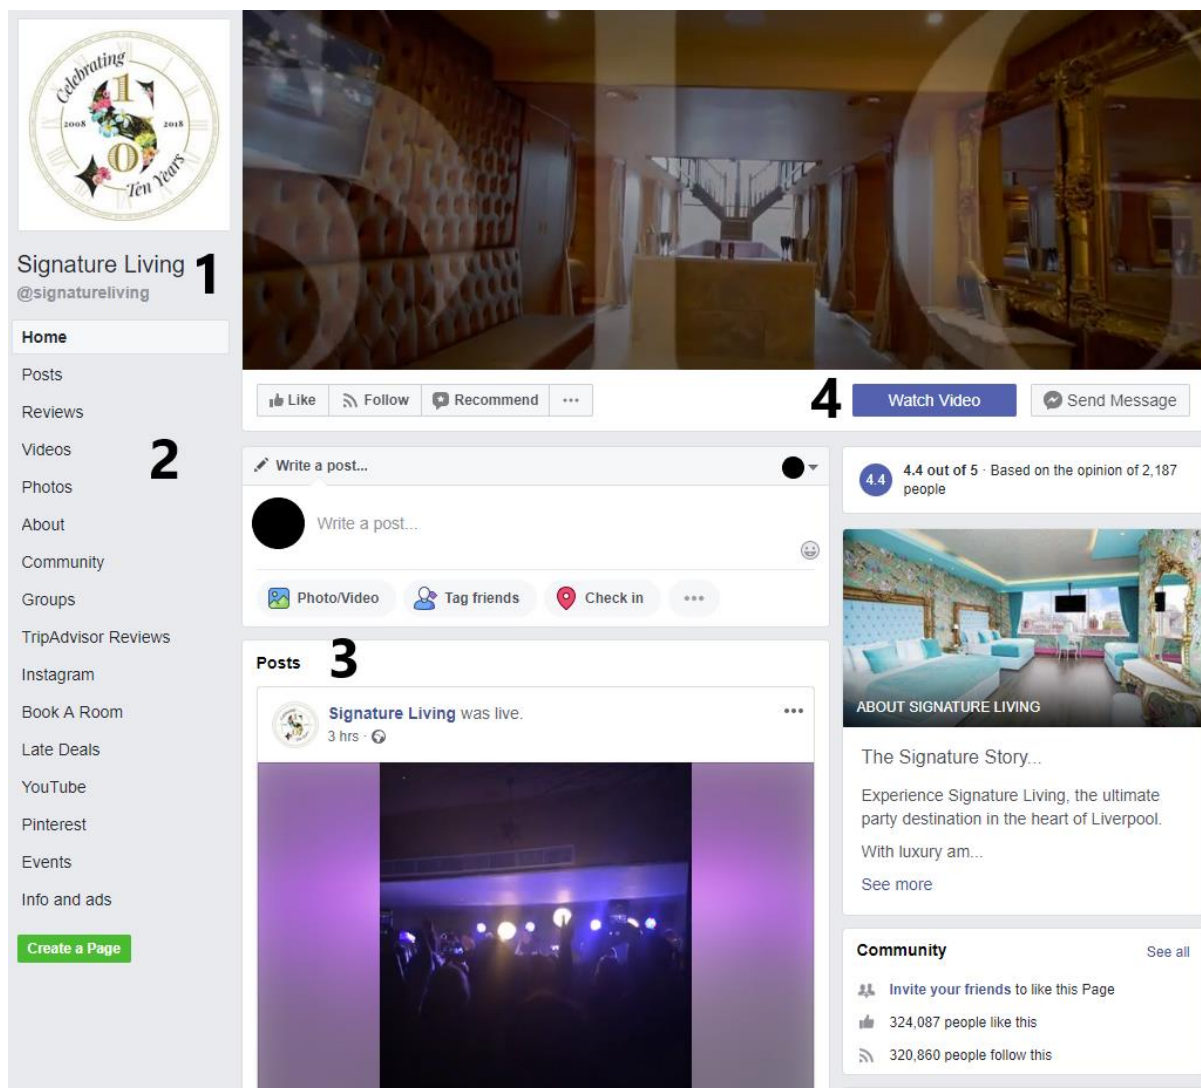 Celebrating
10
2008
2018
Ten Years
Signature Living
1
@signatureliving
Home
Posts
Reviews
Videos
2
Photos
About
Community
Groups
TripAdvisor Reviews
Instagram
Book A Room
Late Deals
YouTube
Pinterest
Events
Info and ads
Create a Page
Like
Follow
Recommend
...
4
Watch Video
Send Message
Write a post...
Write a post...
Photo/Video
Tag friends
Check in
Posts
3
Signature Living was live.
3 hrs ·
4.4
4.4 out of 5 · Based on the opinion of 2,187
people
ABOUT SIGNATURE LIVING
The Signature Story...
Experience Signature Living, the ultimate
party destination in the heart of Liverpool.
With luxury am...
See more
Community
See all
Invite your friends to like this Page
324,087 people like this
320,860 people follow this